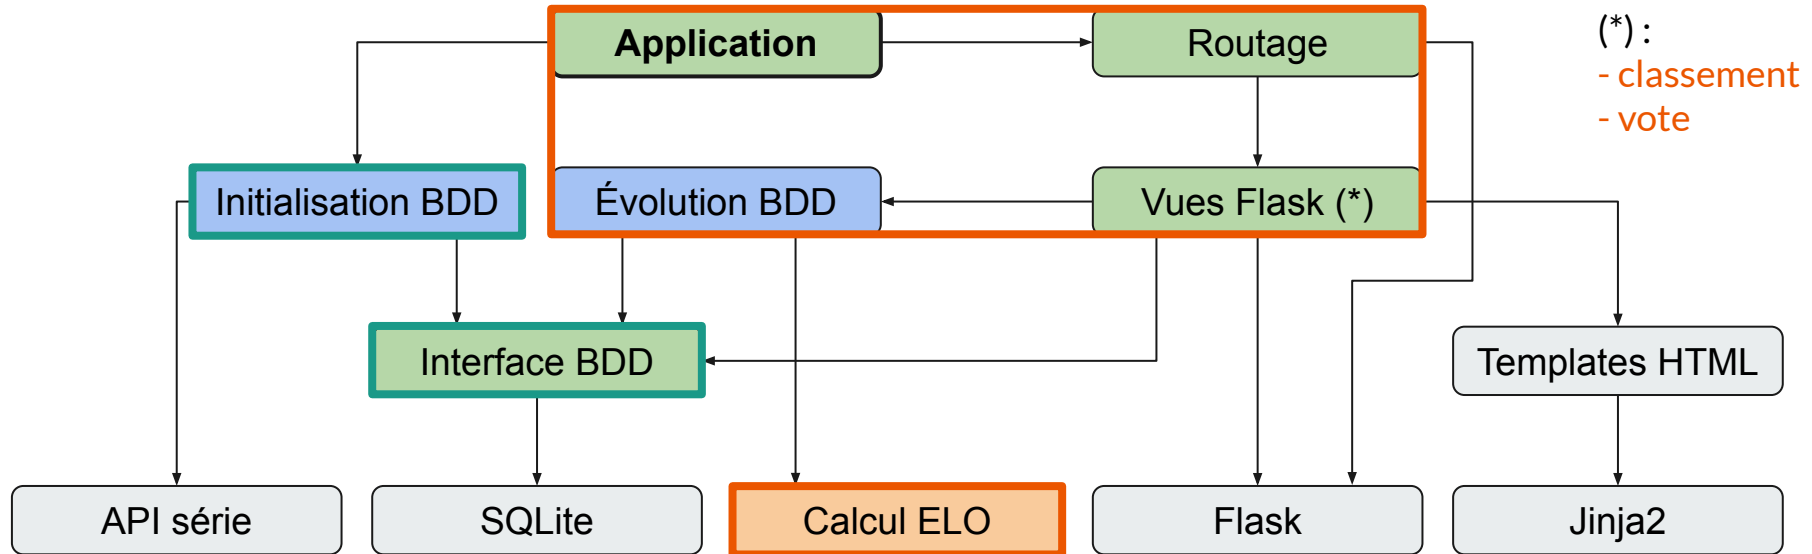 Application
Routage
(*) :
- classement
- vote
Initialisation BDD
Évolution BDD
Vues Flask (*)
Interface BDD
Templates HTML
API série
SQLite
Calcul ELO
Flask
Jinja2